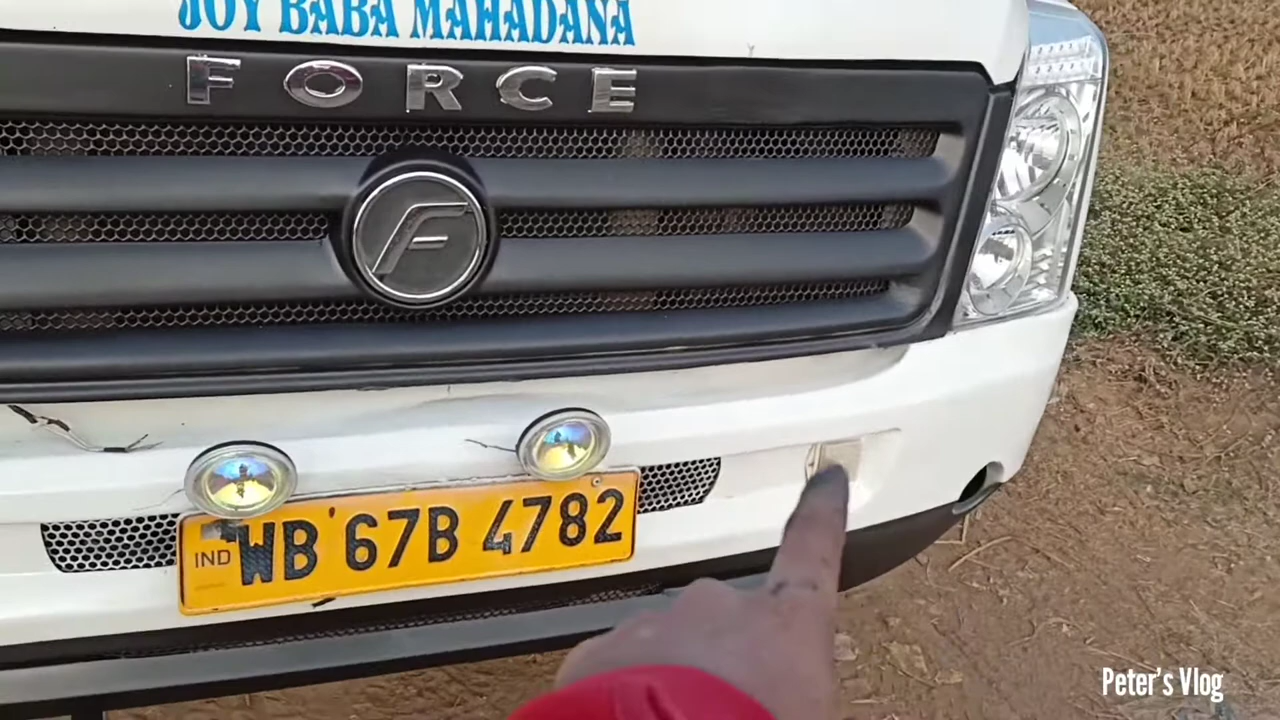 JOY BABA MAHADANA
FORCE
F
IND WB 67B 4782
Peter's Vlog